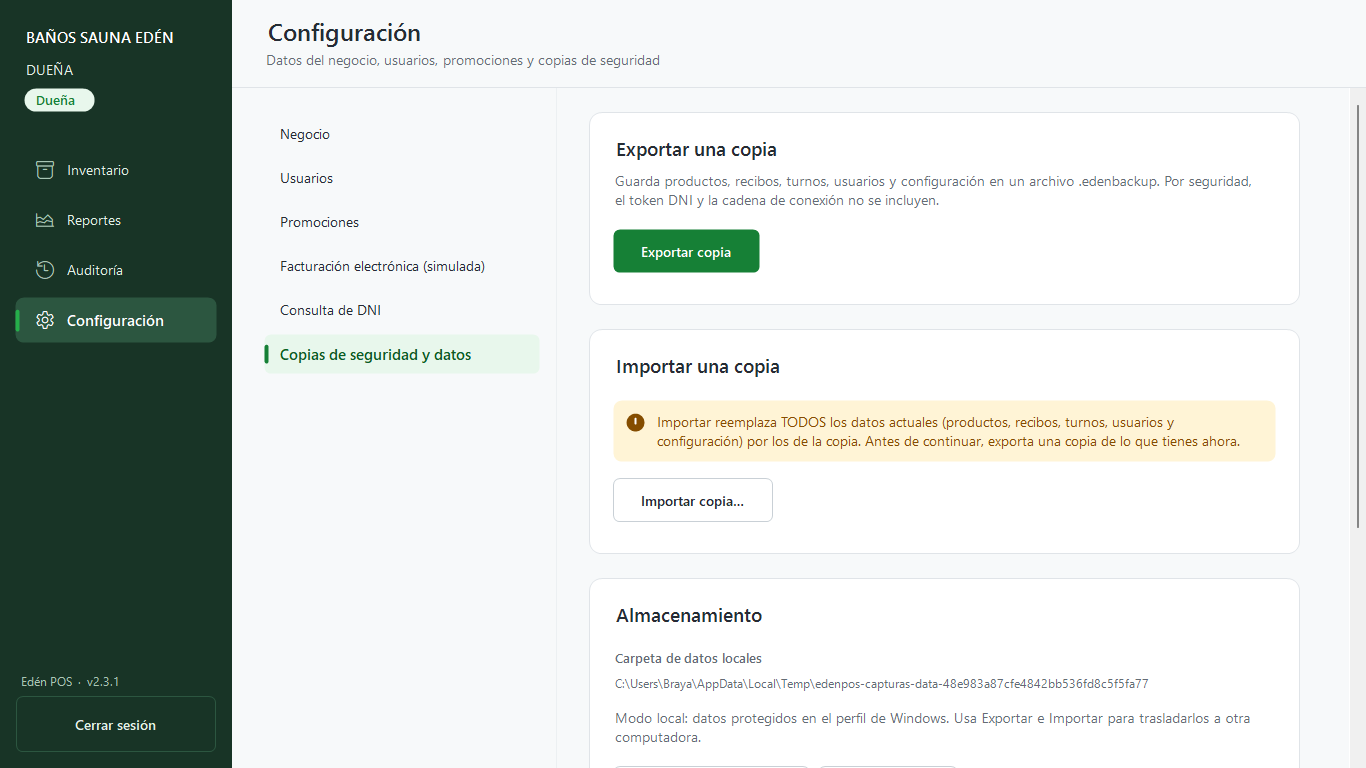 BAÑOS SAUNA EDÉN
DUEÑA
Dueña
Inventario
Reportes
Auditoría
Configuración
Edén POS · v2.3.1
Cerrar sesión
Configuración
Datos del negocio, usuarios, promociones y copias de seguridad
Negocio
Usuarios
Promociones
Facturación electrónica (simulada)
Consulta de DNI
Copias de seguridad y datos
Exportar una copia
Guarda productos, recibos, turnos, usuarios y configuración en un archivo .edenbackup. Por seguridad,
el token DNI y la cadena de conexión no se incluyen.
Exportar copia
Importar una copia
Importar reemplaza TODOS los datos actuales (productos, recibos, turnos, usuarios y
configuración) por los de la copia. Antes de continuar, exporta una copia de lo que tienes ahora.
Importar copia...
Almacenamiento
Carpeta de datos locales
C:\Users\Braya\AppData\Local\Temp\edenpos-capturas-data-48e983a87cfe4842bb536fd8c5f5fa77
Modo local: datos protegidos en el perfil de Windows. Usa Exportar e Importar para trasladarlos a otra
computadora.